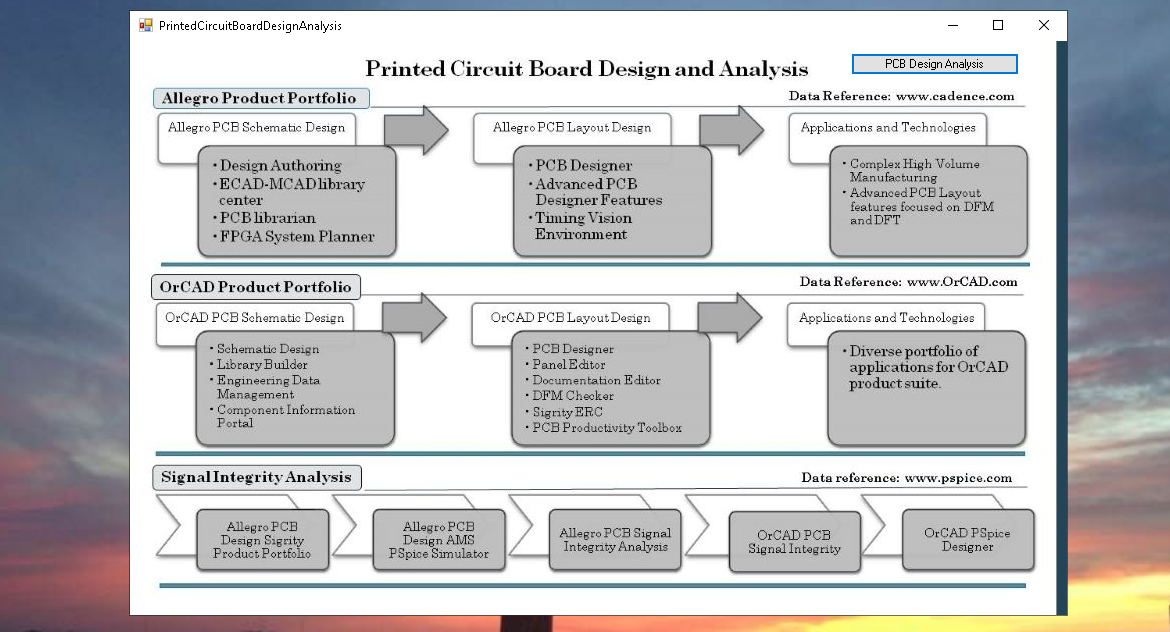 PrintedCircuitBoardDesignAnalysis
Printed Circuit Board Design and Analysis
PCB Design Analysis
Allegro Product Portfolio
Data Reference: www.cadence.com
Allegro PCB Schematic Design
• Design Authoring
• ECAD-MCAD library
center
• PCB librarian
• FPGA System Planner
Allegro PCB Layout Design
• PCB Designer
• Advanced PCB
Designer Features
• Timing Vision
Environment
Applications and Technologies
• Complex High Volume
Manufacturing
• Advanced PCB Layout
features focused on DFM
and DFT
OrCAD Product Portfolio
Data Reference: www.OrCAD.com
OrCAD PCB Schematic Design
• Schematic Design
• Library Builder
• Engineering Data
Management
• Component Information
Portal
OrCAD PCB Layout Design
• PCB Designer
• Panel Editor
• Documentation Editor
• DFM Checker
• Sigrity ERC
• PCB Productivity Toolbox
Applications and Technologies
• Diverse portfolio of
applications for OrCAD
product suite.
Signal Integrity Analysis
Data reference: www.pspice.com
Allegro PCB
Design Sigrity
Product Portfolio
Allegro PCB
Design AMS
PSpice Simulator
Allegro PCB Signal
Integrity Analysis
OrCAD PCB
Signal Integrity
OrCAD PSpice
Designer